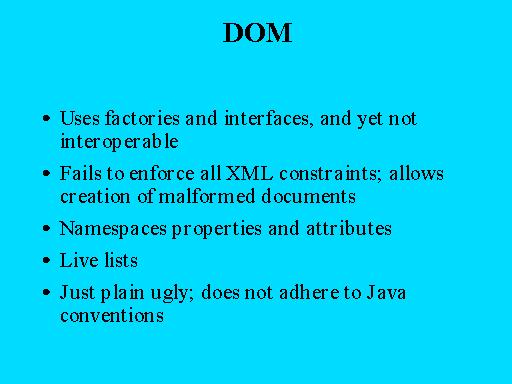 DOM
• Uses factories and interfaces, and yet not
interoperable
• Fails to enforce all XML constraints; allows
creation of malformed documents
• Namespaces properties and attributes
• Live lists
• Just plain ugly; does not adhere to Java
conventions